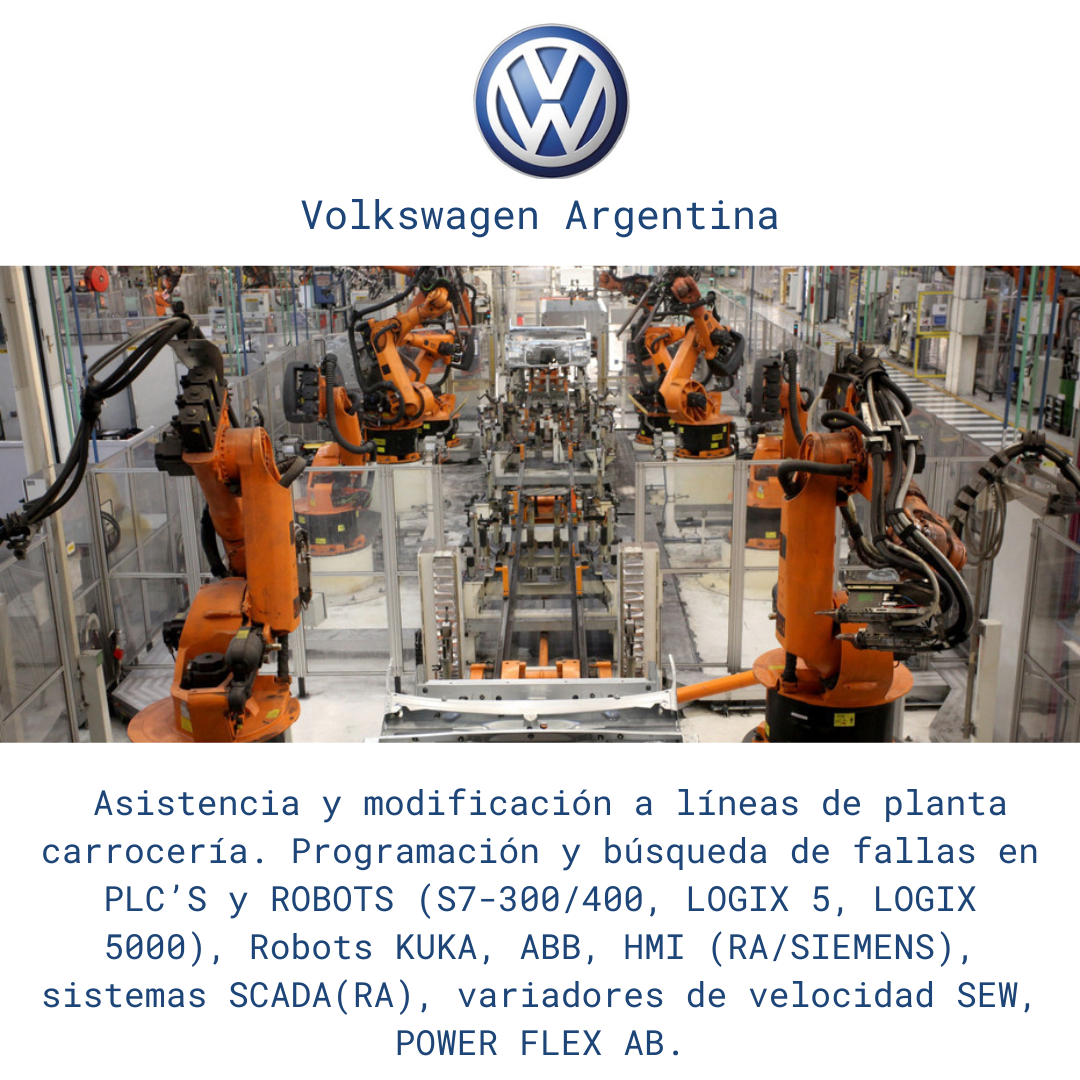 VW
Volkswagen Argentina
Asistencia y modificación a líneas de planta
carrocería. Programación y búsqueda de fallas en
PLC’S y ROBOTS (S7-300/400, LOGIX 5, LOGIX
5000), Robots KUKA, ABB, HMI (RA/SIEMENS),
sistemas SCADA(RA), variadores de velocidad SEW,
POWER FLEX AB.